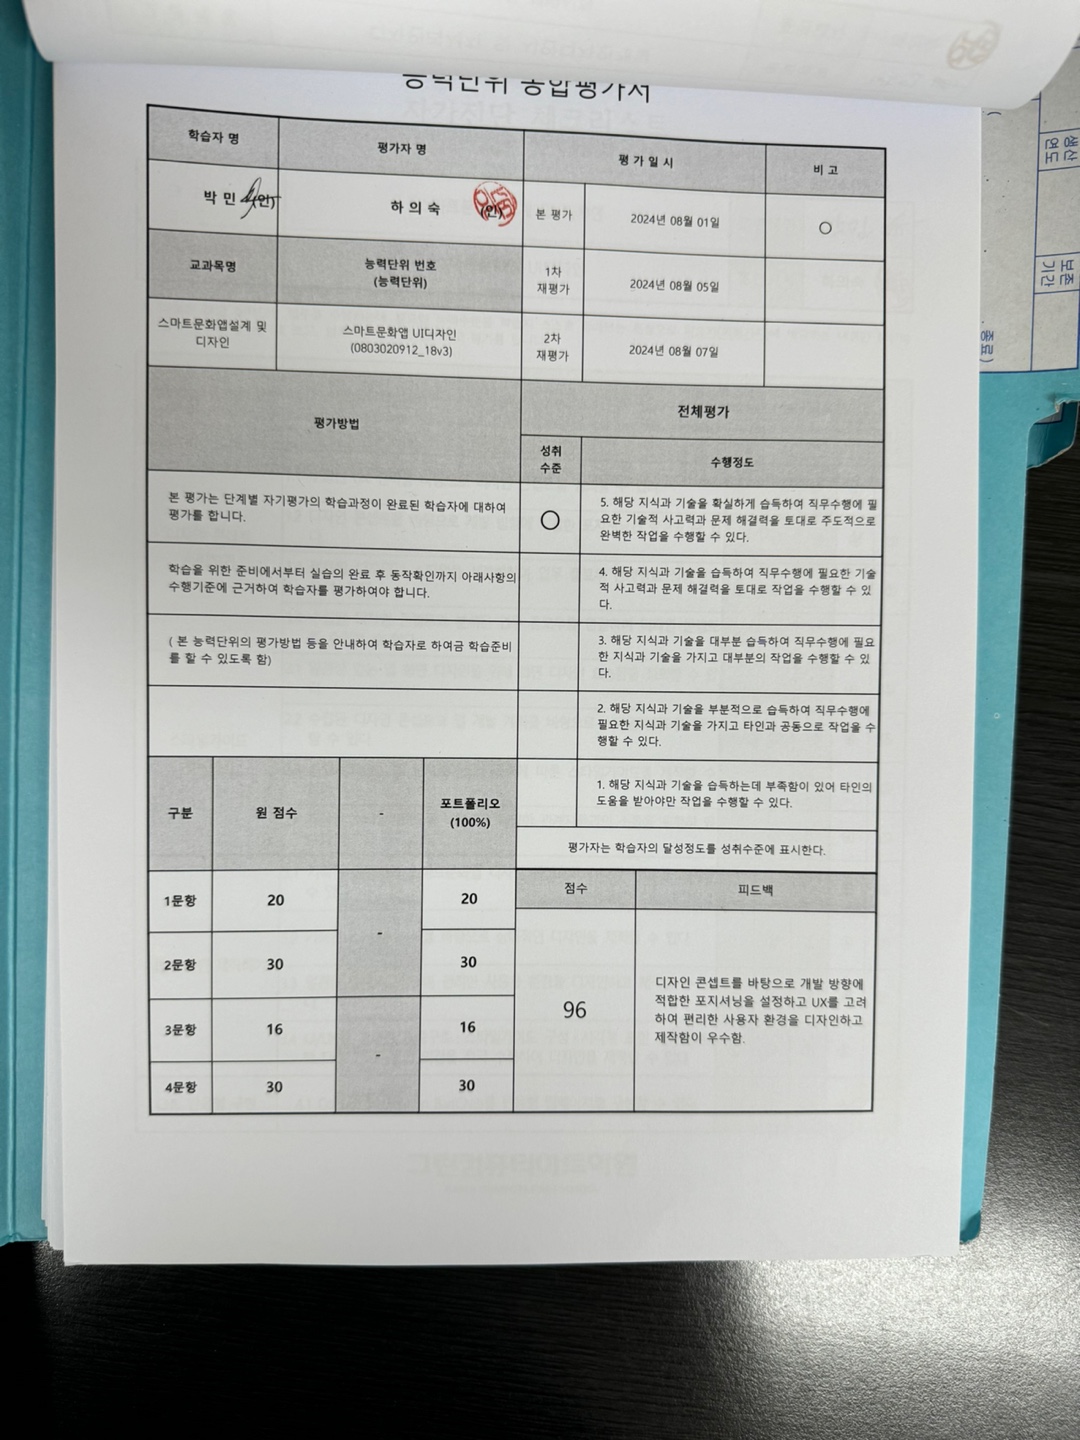 능력단위 종합평가서
학습자 명
평가자 명
평 가 일 시
비 고
박 민
(인)
하 의 숙
(인)
본 평가
2024년 08월 01일
○
교과목명
능력단위 번호
(능력단위)
1차
재평가
2024년 08월 05일
스마트문화앱설계 및
디자인
스마트문화앱 UI디자인
(0803020912_18v3)
2차
재평가
2024년 08월 07일
평가방법
전체평가
성취
수준
수행정도
본 평가는 단계별 자기평가의 학습과정이 완료된 학습자에 대하여
평가를 합니다.
○
5. 해당 지식과 기술을 확실하게 습득하여 직무수행에 필
요한 기술적 사고력과 문제 해결력을 토대로 주도적으로
완벽한 작업을 수행할 수 있다.
학습을 위한 준비에서부터 실습의 완료 후 동작확인까지 아래사항의
수행기준에 근거하여 학습자를 평가하여야 합니다.
4. 해당 지식과 기술을 습득하여 직무수행에 필요한 기술
적 사고력과 문제 해결력을 토대로 작업을 수행할 수 있
다.
( 본 능력단위의 평가방법 등을 안내하여 학습자로 하여금 학습준비
를 할 수 있도록 함)
3. 해당 지식과 기술을 대부분 습득하여 직무수행에 필요
한 지식과 기술을 가지고 대부분의 작업을 수행할 수 있
다.
2. 해당 지식과 기술을 부분적으로 습득하여 직무수행에
필요한 지식과 기술을 가지고 타인과 공동으로 작업을 수
행할 수 있다.
1. 해당 지식과 기술을 습득하는데 부족함이 있어 타인의
도움을 받아야만 작업을 수행할 수 있다.
평가자는 학습자의 달성정도를 성취수준에 표시한다.
구분
원 점수
-
포트폴리오
(100%)
점수
피드백
1문항
20
-
20
2문항
30
30
3문항
16
-
16
4문항
30
30
96
디자인 콘셉트를 바탕으로 개발 방향에
적합한 포지셔닝을 설정하고 UX를 고려
하여 편리한 사용자 환경을 디자인하고
제작함이 우수함.
생산
연도
보존
기간